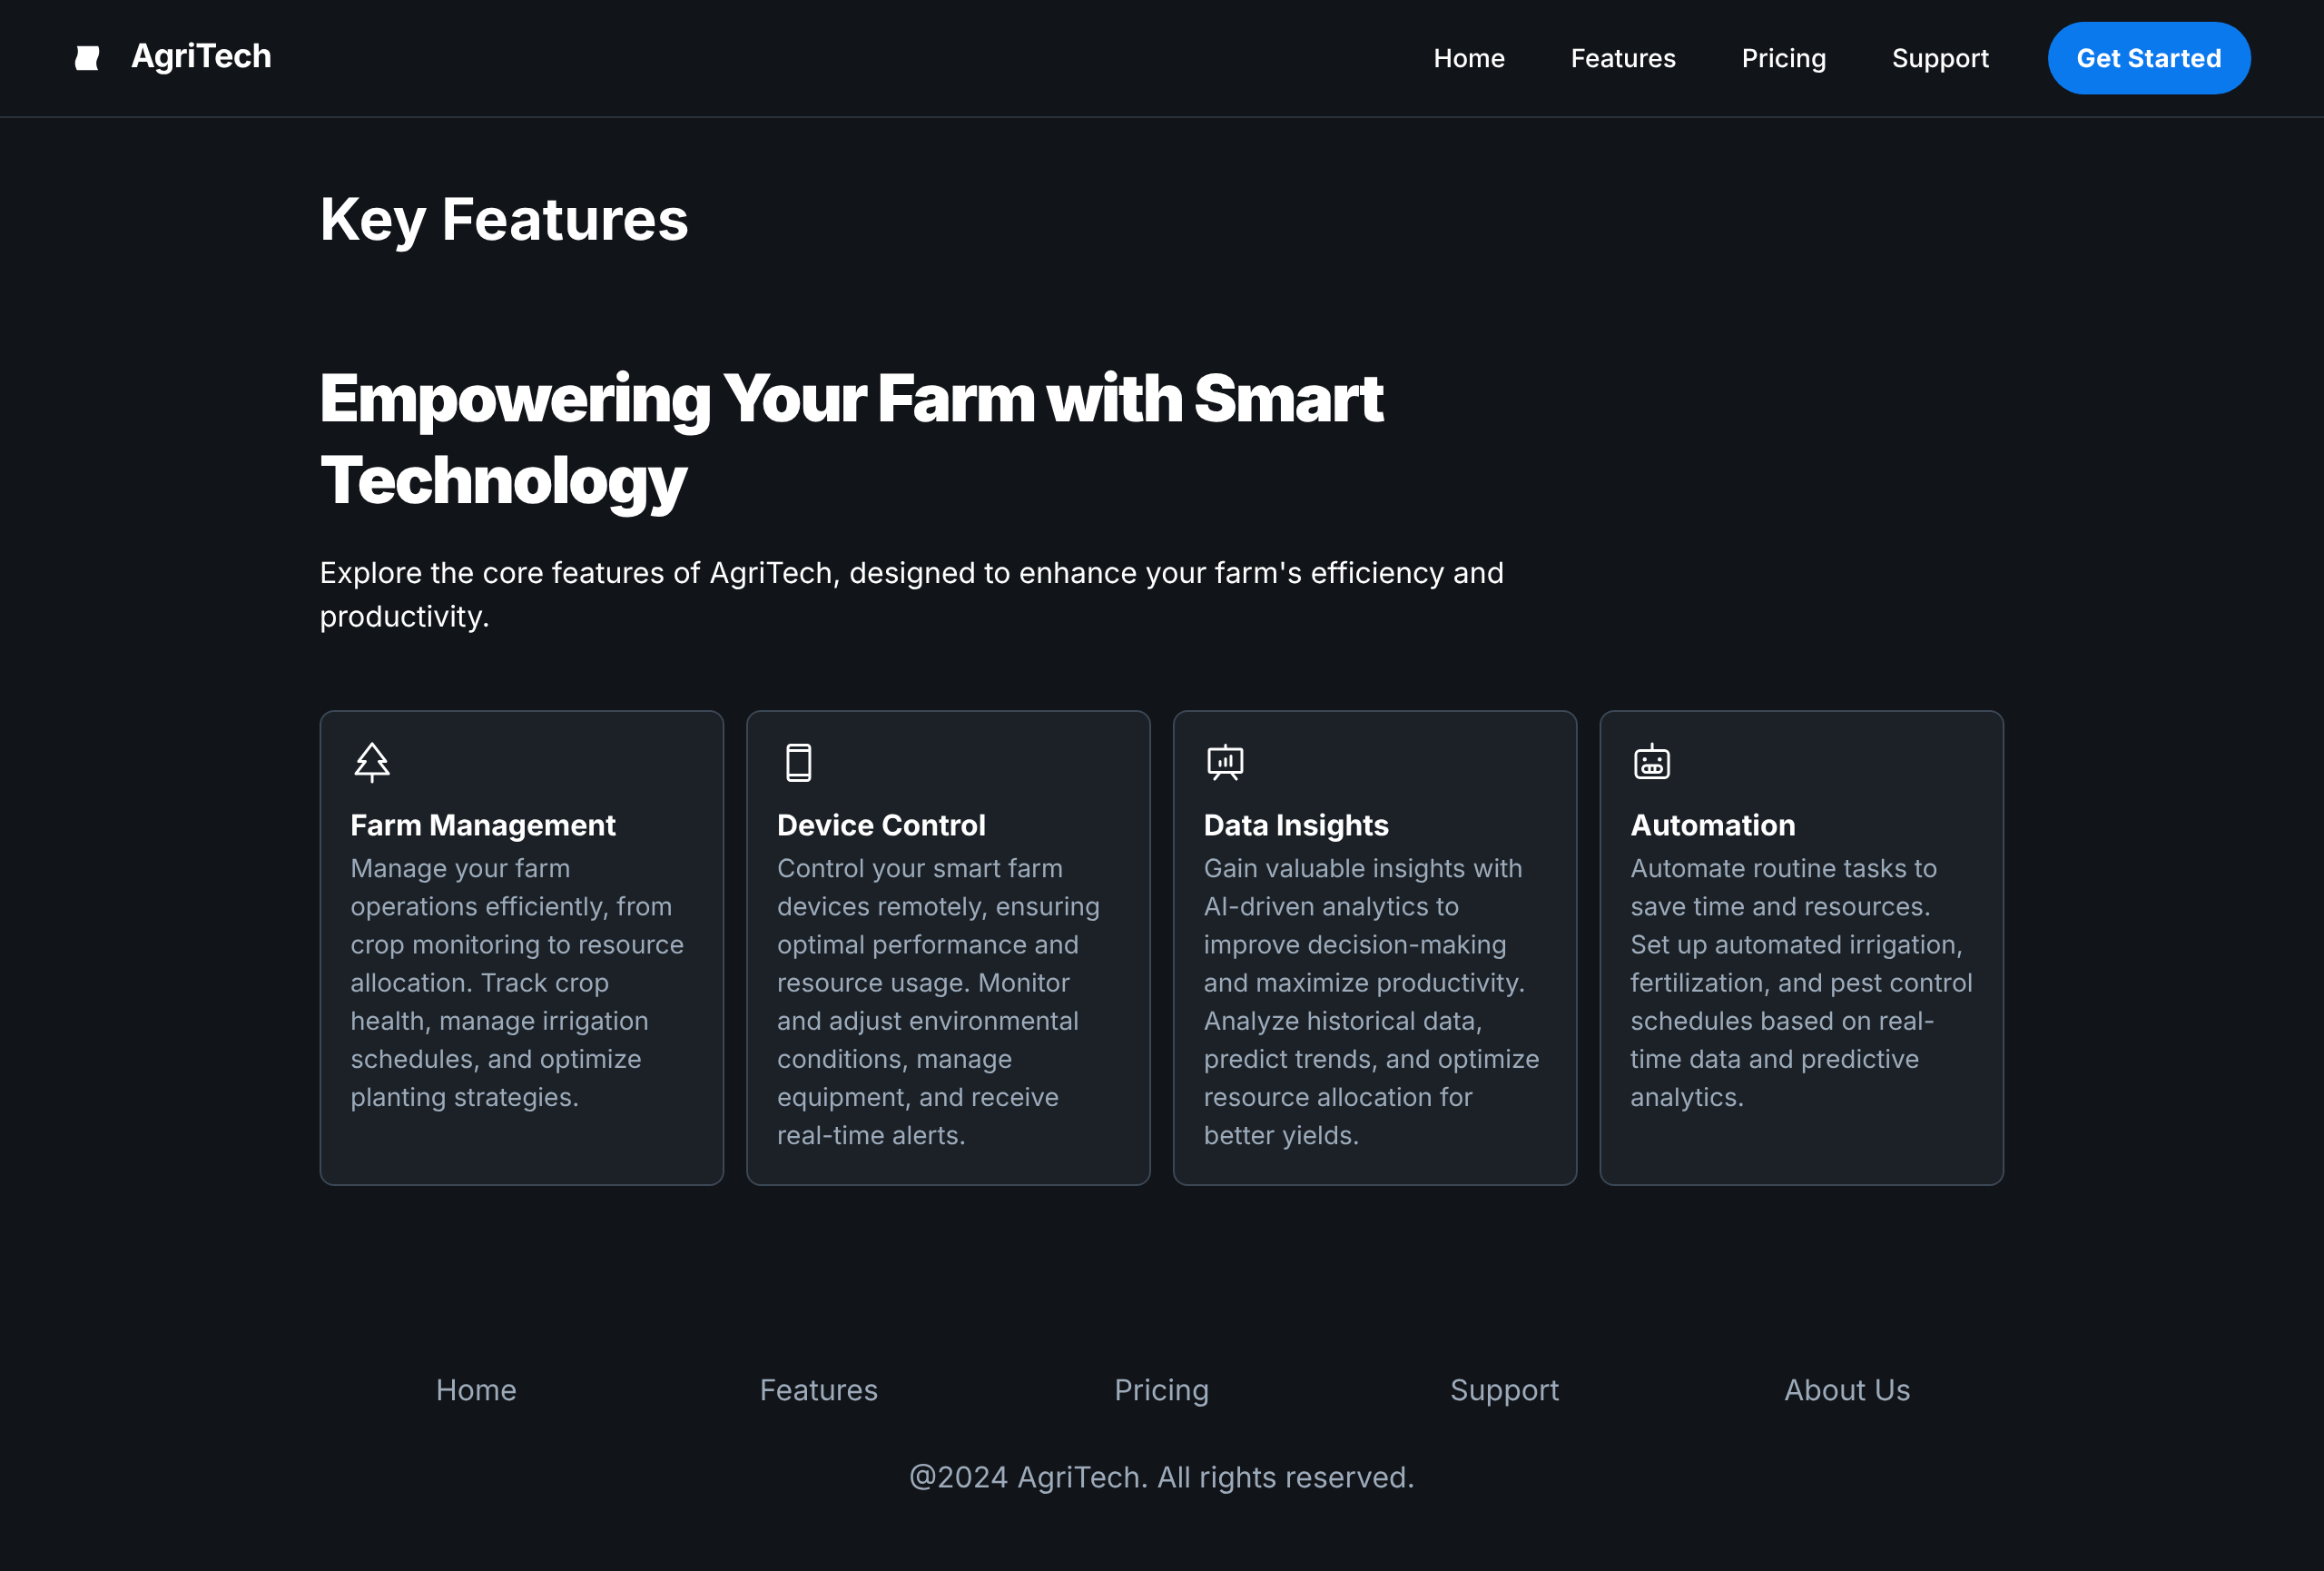 AgriTech
Home
Features
Pricing
Support
Get Started
Key Features
Empowering Your Farm with Smart
Technology
Explore the core features of AgriTech, designed to enhance your farm's efficiency and
productivity.
Farm Management
Manage your farm
operations efficiently, from
crop monitoring to resource
allocation. Track crop
health, manage irrigation
schedules, and optimize
planting strategies.
Device Control
Control your smart farm
devices remotely, ensuring
optimal performance and
resource usage. Monitor
and adjust environmental
conditions, manage
equipment, and receive
real-time alerts.
Data Insights
Gain valuable insights with
AI-driven analytics to
improve decision-making
and maximize productivity.
Analyze historical data,
predict trends, and optimize
resource allocation for
better yields.
Automation
Automate routine tasks to
save time and resources.
Set up automated irrigation,
fertilization, and pest control
schedules based on real-
time data and predictive
analytics.
Home
Features
Pricing
Support
About Us
@2024 AgriTech. All rights reserved.